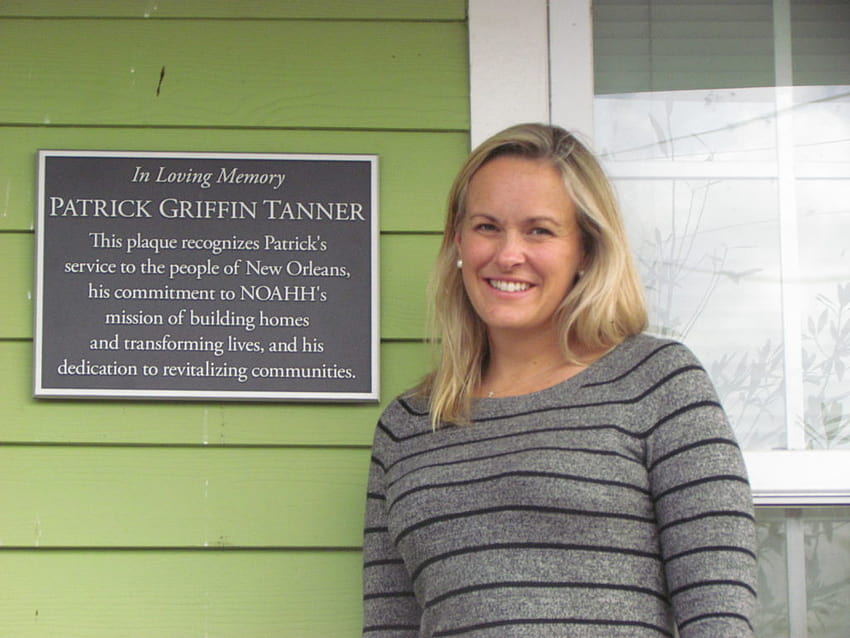 In Loving Memory
PATRICK GRIFFIN TANNER
This plaque recognizes Patrick's
service to the people of New Orleans,
his commitment to NOAHH's
mission of building homes
and transforming lives, and his
dedication to revitalizing communities.